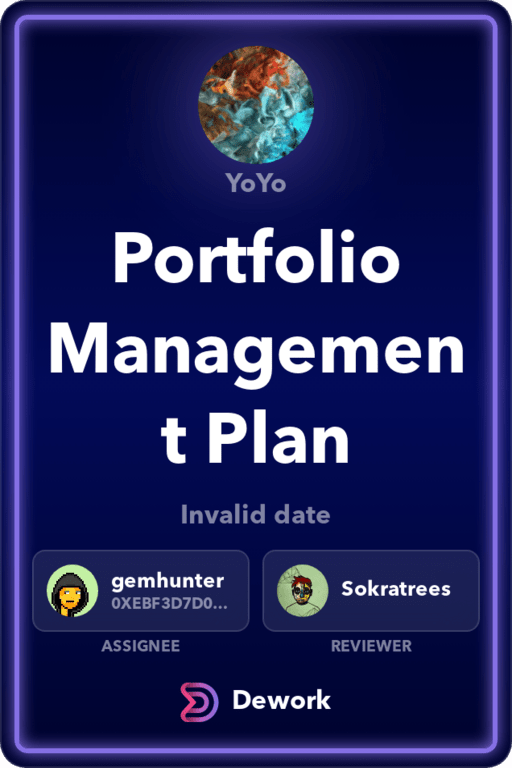 YoYo
Portfolio
Managemen
t Plan
Invalid date
gemhunter
0XEBF3D7D0...
Sokratrees
ASSIGNEE
REVIEWER
Dework